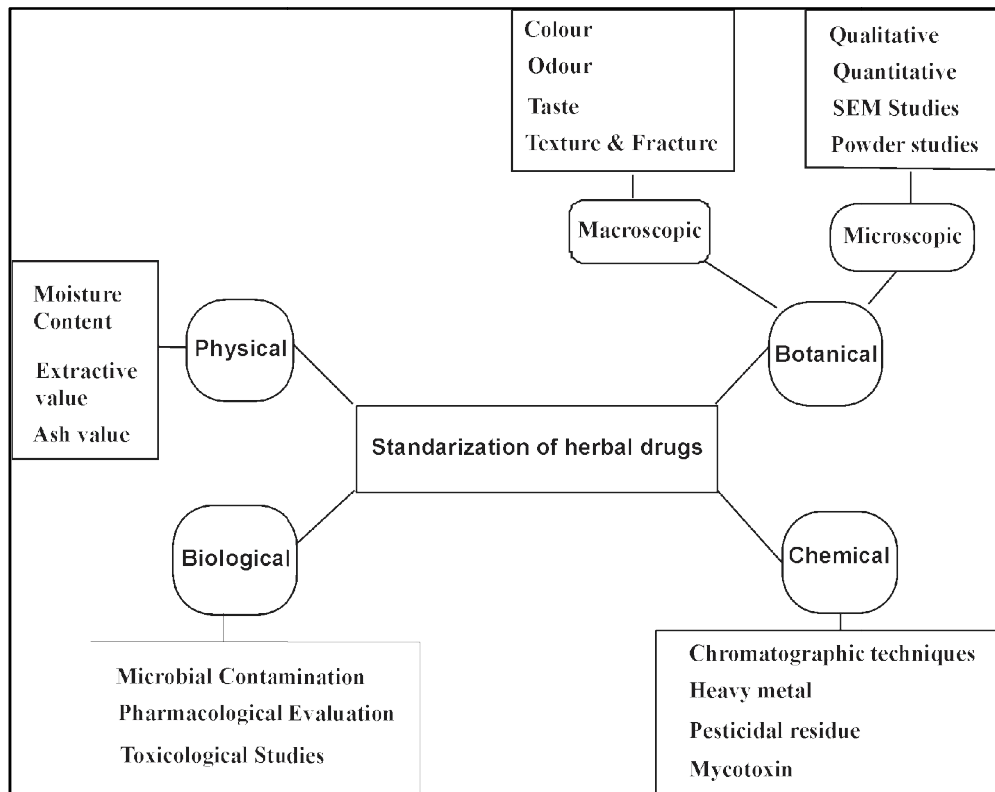 Colour
Odour
Taste
Texture & Fracture
Qualitative
Quantitative
SEM Studies
Powder studies
Macroscopic
Microscopic
Moisture
Content
Extractive
value
Ash value
Physical
Botanical
Standarization of herbal drugs
Biological
Chemical
Microbial Contamination
Pharmacological Evaluation
Toxicological Studies
Chromatographic techniques
Heavy metal
Pesticidal residue
Mycotoxin